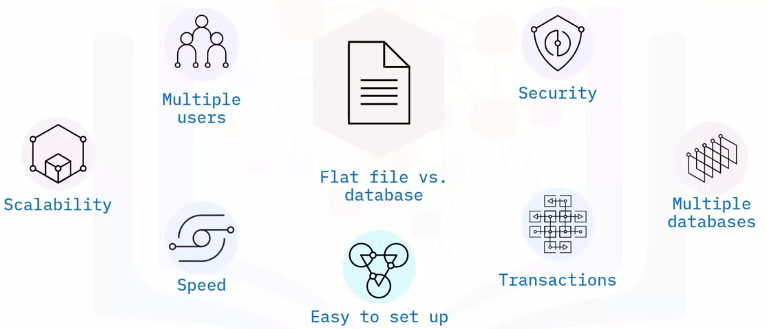 Multiple
users
Security
Flat file vs.
database
Scalability
Multiple
databases
Speed
Transactions
Easy to set up